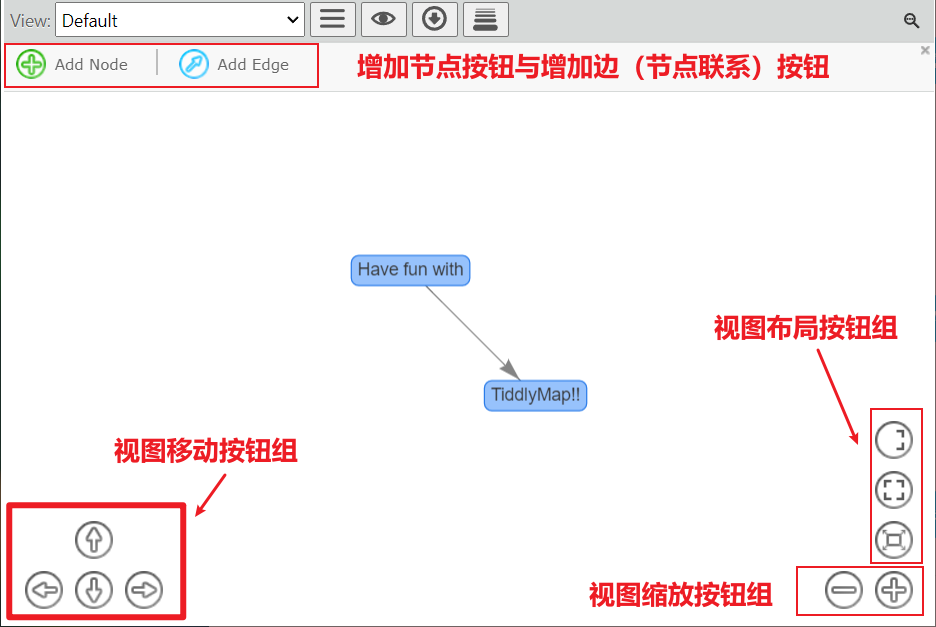 View: Default
Add Node Add Edge 增加节点按钮与增加边（节点联系）按钮
Have fun with
视图布局按钮组
TiddlyMap!!
视图移动按钮组
视图缩放按钮组